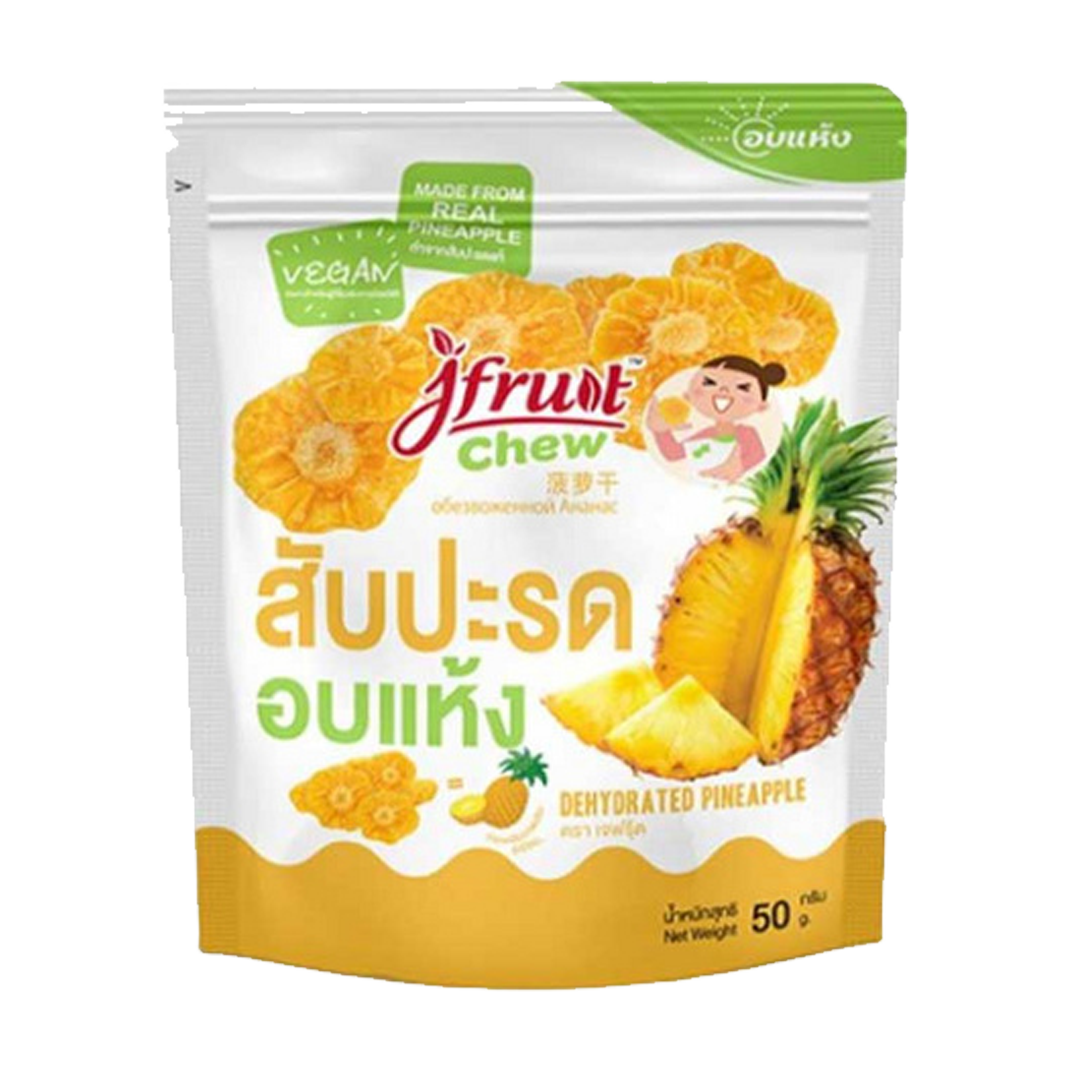 อบแห้ง
MADE FROM
REAL
PINEAPPLE
ทำจากสับปะรดแท้
VEGAN
jfruit™
chew
菠萝干
обезвоженной Ананас
สับปะรด
อบแห้ง
=
DEHYDRATED PINEAPPLE
ตรา เจฟรุ๊ต
น้ำหนักสุทธิ 50 กรัม
Net Weight g.